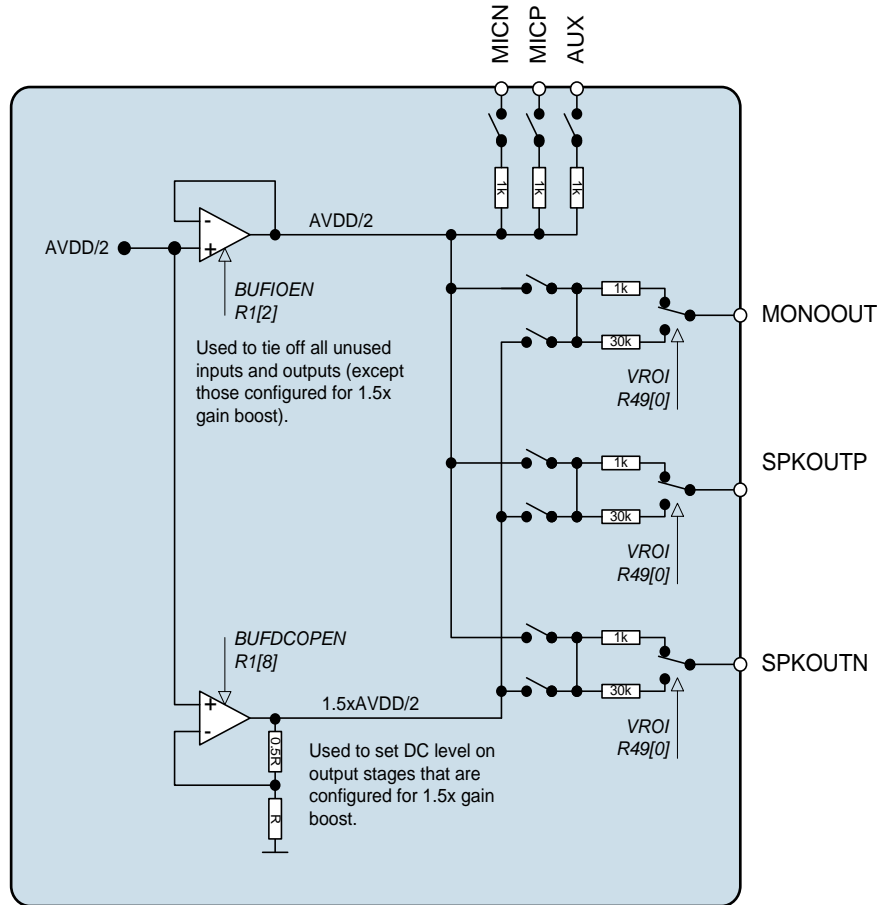 MICN
MICP
AUX
1k
1k
1k
-
+
AVDD/2
AVDD/2
BUFIOEN
R1[2]
Used to tie off all unused
inputs and outputs (except
those configured for 1.5x
gain boost).
1k
30k
MONOOUT
VROI
R49[0]
1k
30k
SPKOUTP
VROI
R49[0]
BUFDCOPEN
R1[8]
+
-
1.5xAVDD/2
0.5R
R
Used to set DC level on
output stages that are
configured for 1.5x gain
boost.
1k
30k
SPKOUTN
VROI
R49[0]